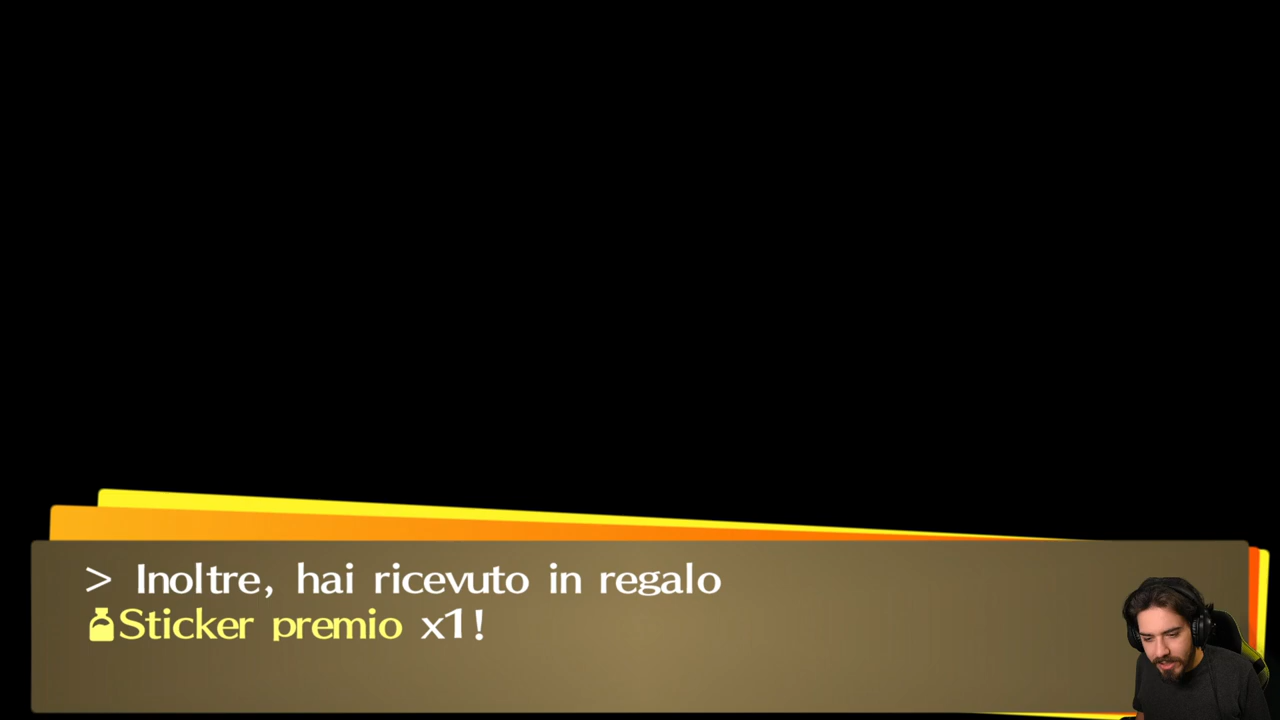 > Inoltre, hai ricevuto in regalo
Sticker premio x1!